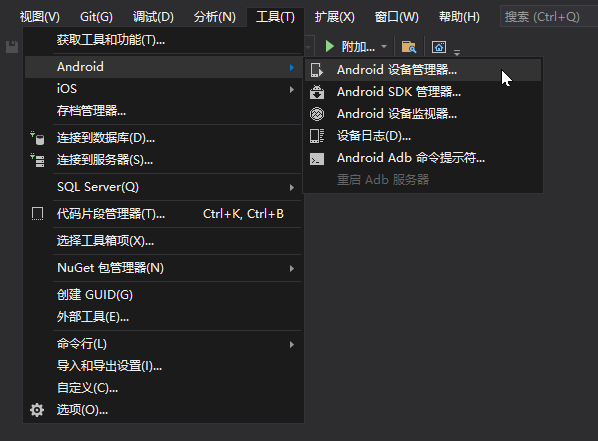 视图(V) Git(G) 调试(D) 分析(N) 工具(T) 扩展(X) 窗口(W) 帮助(H) 搜索 (Ctrl+Q)
附加...
获取工具和功能(T)...
Android
iOS
存档管理器...
连接到数据库(D)...
连接到服务器(S)...
SQL Server(Q)
代码片段管理器(T)... Ctrl+K, Ctrl+B
选择工具箱项(X)...
NuGet 包管理器(N)
创建 GUID(G)
外部工具(E)...
命令行(L)
导入和导出设置(I)...
自定义(C)...
选项(O)...
Android 设备管理器...
Android SDK 管理器...
Android 设备监视器...
设备日志(D)...
Android Adb 命令提示符...
重启 Adb 服务器